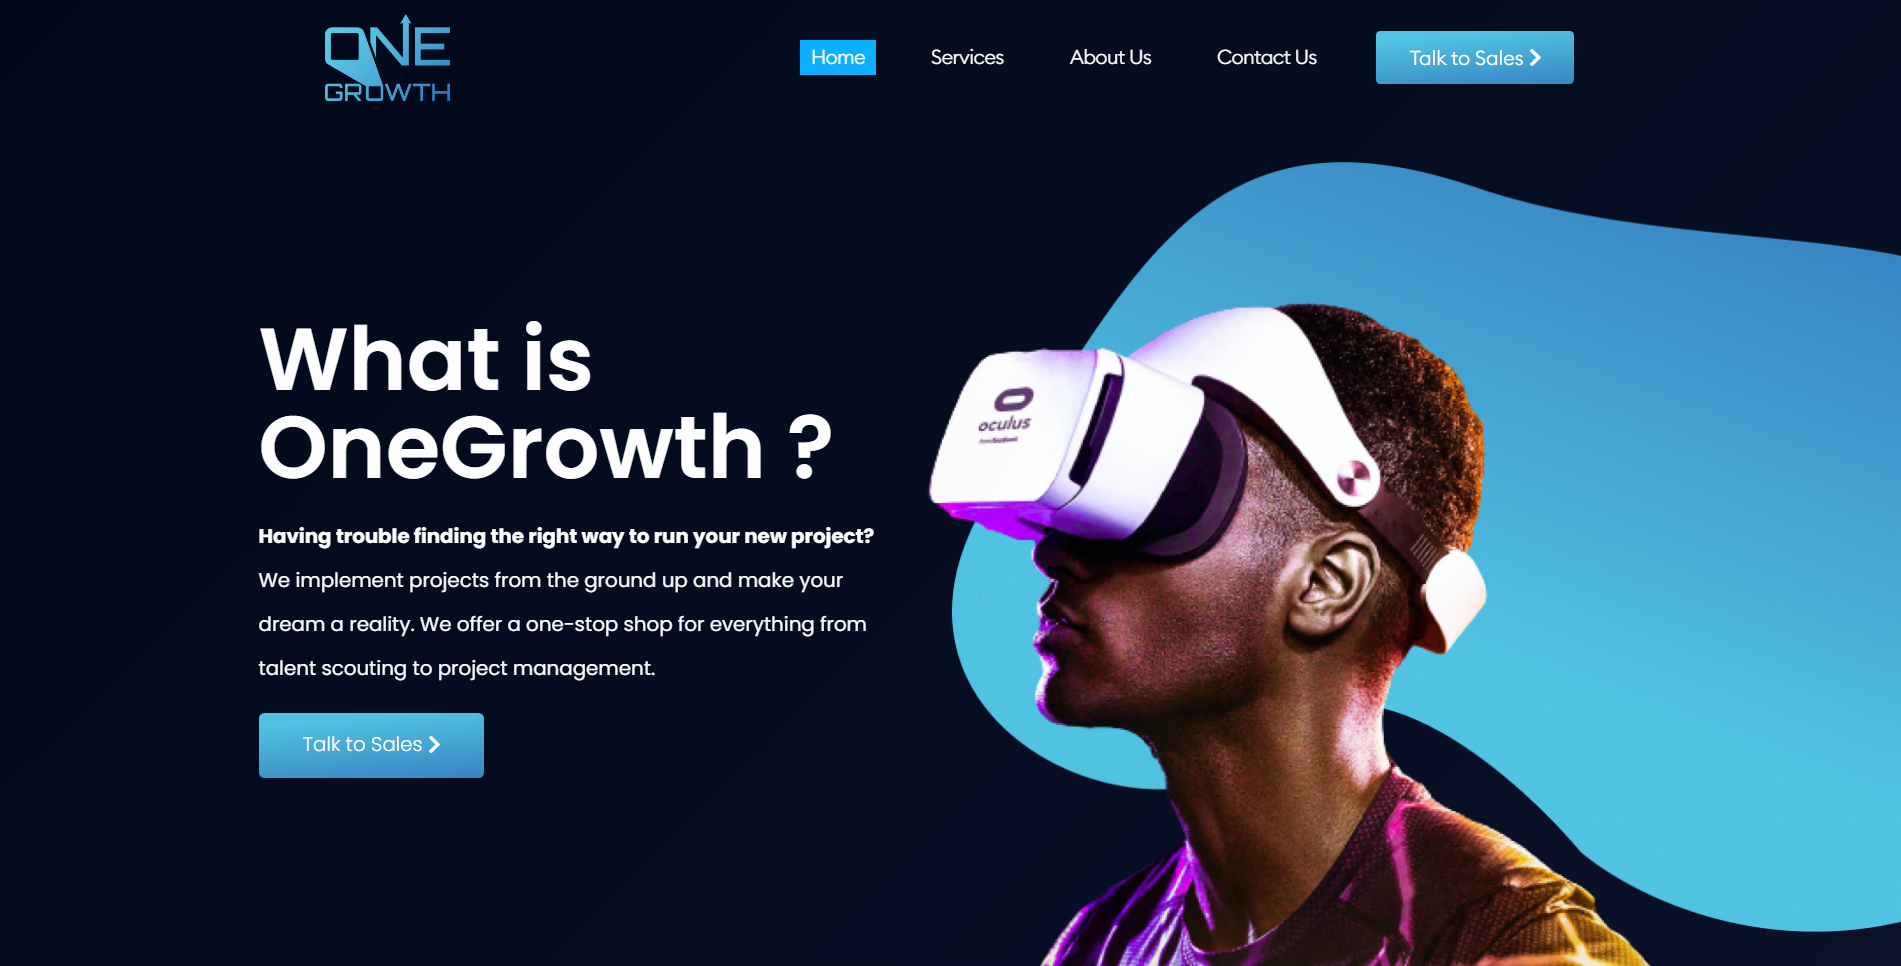 ONE
GROWTH
Home
Services
About Us
Contact Us
Talk to Sales
What is
OneGrowth ?
Having trouble finding the right way to run your new project?
We implement projects from the ground up and make your
dream a reality. We offer a one-stop shop for everything from
talent scouting to project management.
Talk to Sales
oculus